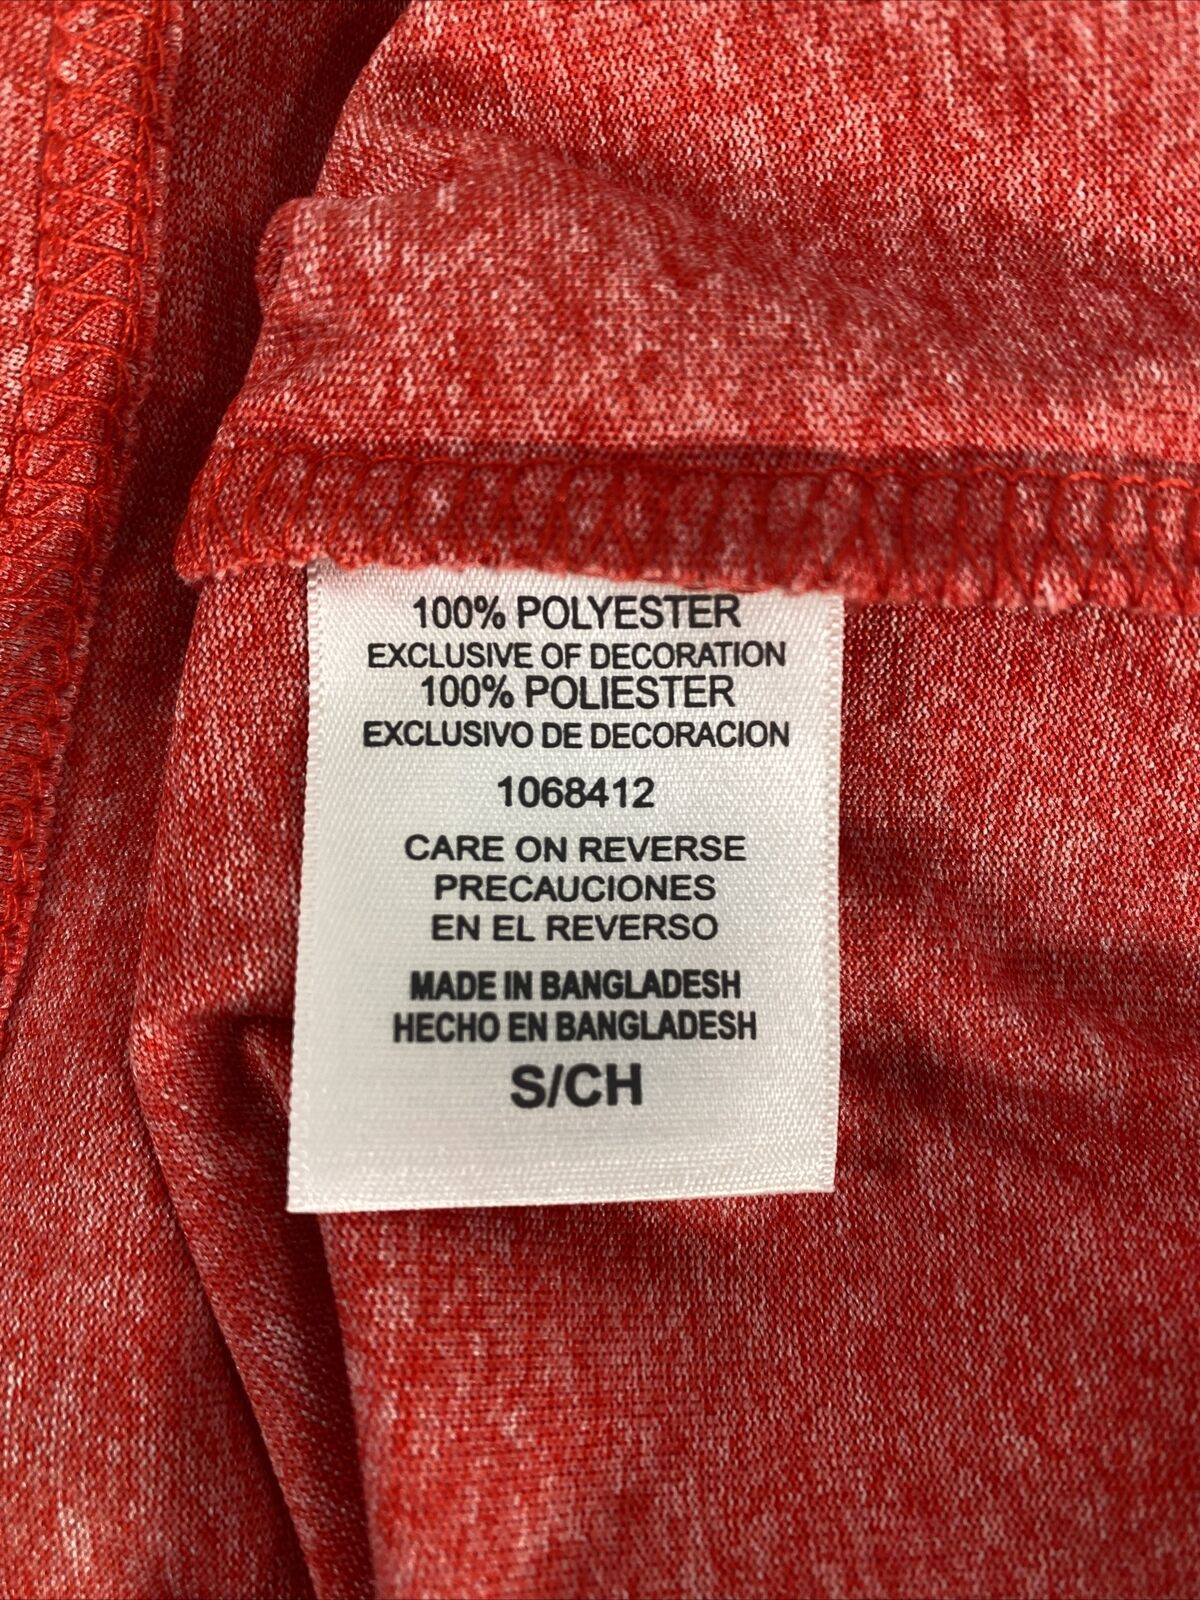 100% POLYESTER
EXCLUSIVE OF DECORATION
100% POLIESTER
EXCLUSIVO DE DECORACION
1068412
CARE ON REVERSE
PRECAUCIONES
EN EL REVERSO
MADE IN BANGLADESH
HECHO EN BANGLADESH
S/CH